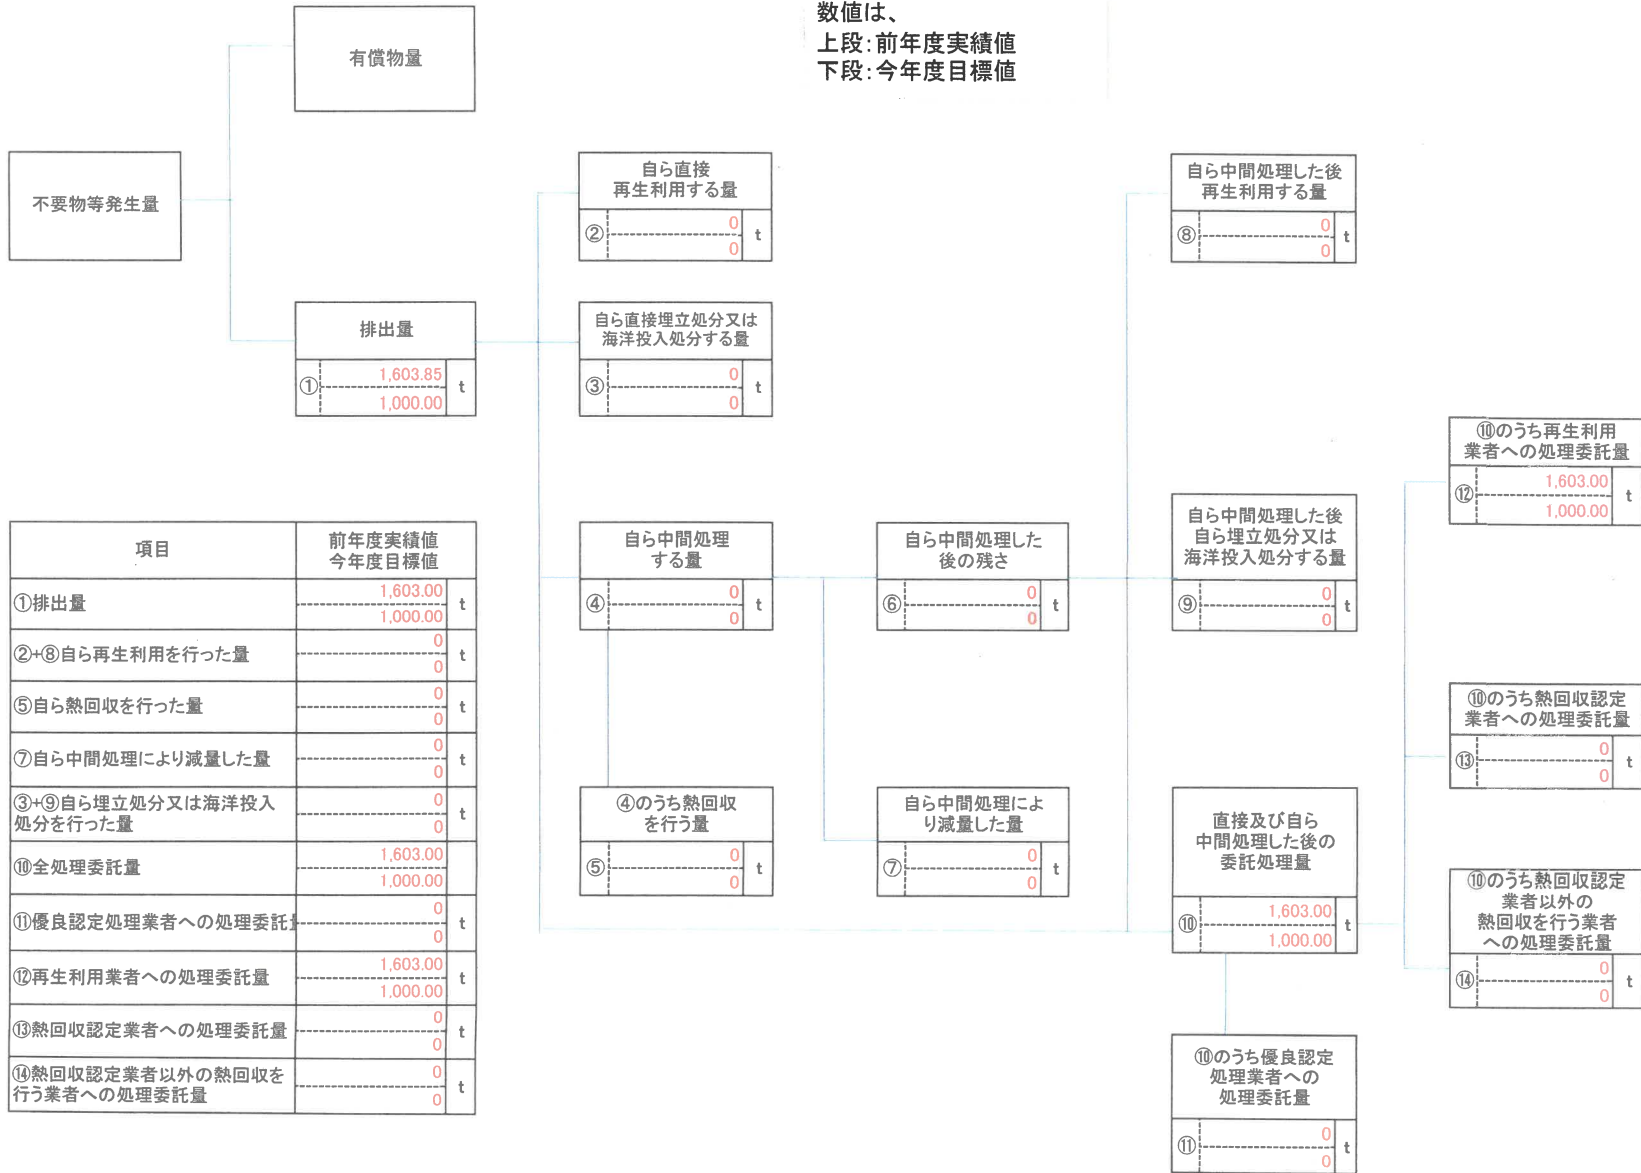 数値は、
上段:前年度実績値
下段:今年度目標値
有償物量
不要物等発生量
排出量
①
1,603.85
1,000.00
t
自ら直接
再生利用する量
②
0
0
t
自ら直接埋立処分又は
海洋投入処分する量
③
0
0
t
自ら中間処理
する量
④
0
0
t
④のうち熱回収
を行う量
⑤
0
0
t
自ら中間処理した
後の残さ
⑥
0
0
t
自ら中間処理によ
り減量した量
⑦
0
0
t
自ら中間処理した後
再生利用する量
⑧
0
0
t
自ら中間処理した後
自ら埋立処分又は
海洋投入処分する量
⑨
0
0
t
直接及び自ら
中間処理した後の
委託処理量
⑩
1,603.00
1,000.00
t
⑩のうち優良認定
処理業者への
処理委託量
⑪
0
0
t
⑩のうち再生利用
業者への処理委託量
⑫
1,603.00
1,000.00
t
⑩のうち熱回収認定
業者への処理委託量
⑬
0
0
t
⑩のうち熱回収認定
業者以外の
熱回収を行う業者
への処理委託量
⑭
0
0
t
項目
前年度実績値
今年度目標値
①排出量
1,603.00
1,000.00
t
②+⑧自ら再生利用を行った量
0
0
t
⑤自ら熱回収を行った量
0
0
t
⑦自ら中間処理により減量した量
0
0
t
③+⑨自ら埋立処分又は海洋投入
処分を行った量
0
0
t
⑩全処理委託量
1,603.00
1,000.00
t
⑪優良認定処理業者への処理委託
0
0
t
⑫再生利用業者への処理委託量
1,603.00
1,000.00
t
⑬熱回収認定業者への処理委託量
0
0
t
⑭熱回収認定業者以外の熱回収を
行う業者への処理委託量
0
0
t